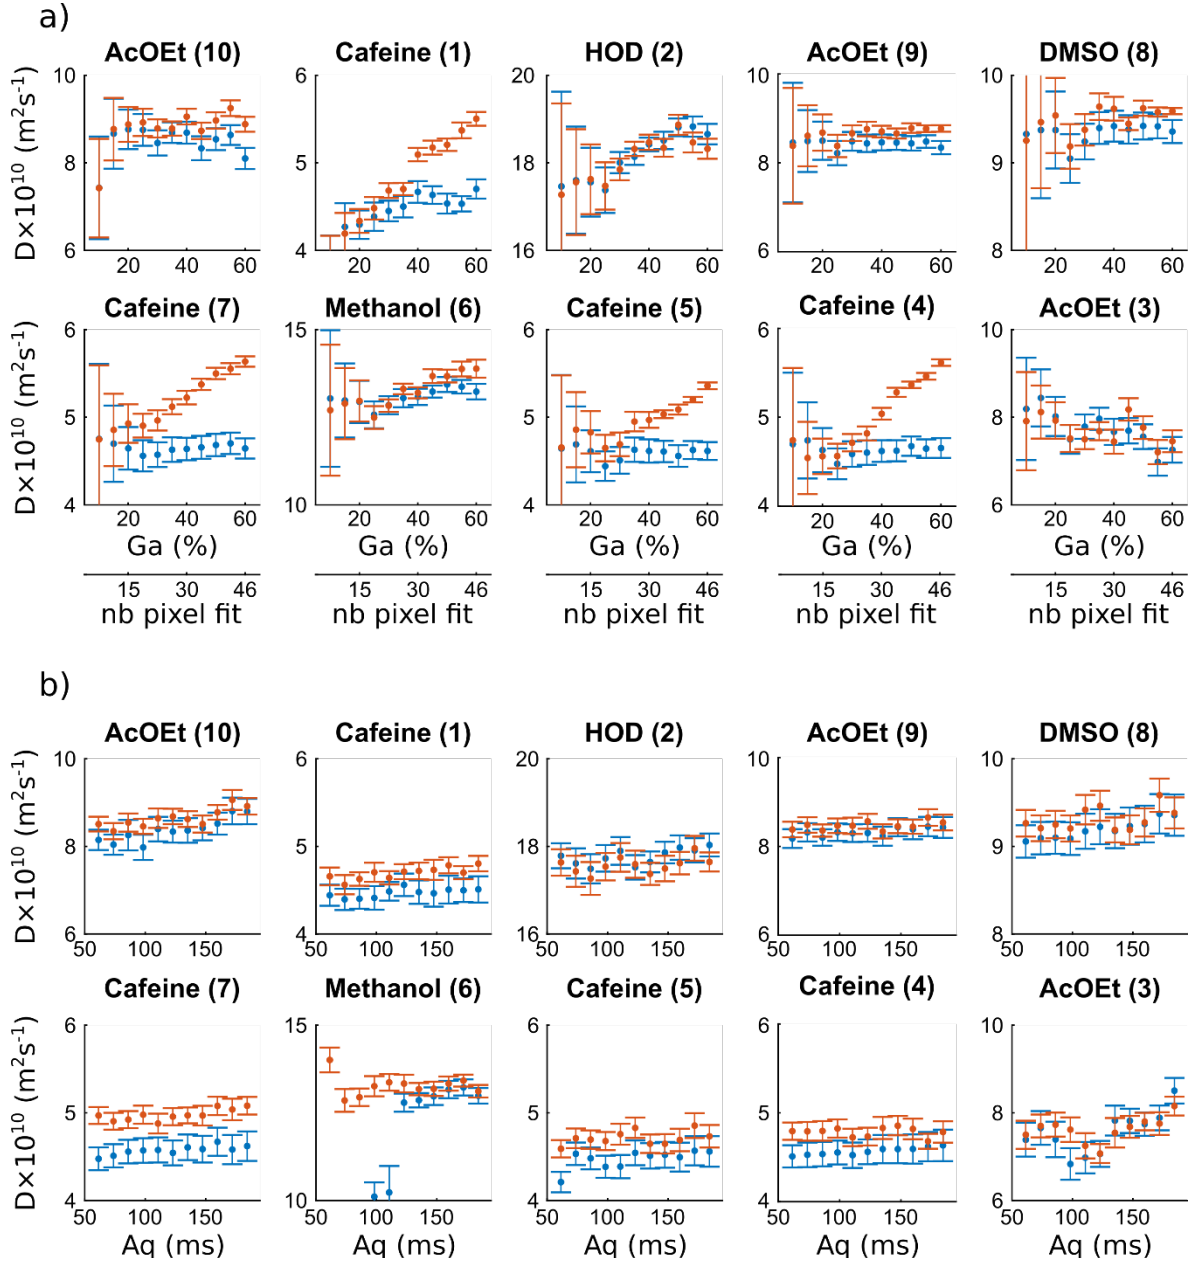 a)
AcOEt (10) Cafeine (1) HOD (2) AcOEt (9) DMSO (8)
D×10¹⁰ (m²s⁻¹)
10 6 20 10 10
8 5 18 8 9
6 4 16 6 8
20 40 60 20 40 60 20 40 60 20 40 60 20 40 60
Cafeine (7) Methanol (6) Cafeine (5) Cafeine (4) AcOEt (3)
D×10¹⁰ (m²s⁻¹)
6 15 6 6 10
5 5 5 8
4 10 4 4 6
20 40 60 20 40 60 20 40 60 20 40 60 20 40 60
Ga (%) Ga (%) Ga (%) Ga (%) Ga (%)
15 30 46 15 30 46 15 30 46 15 30 46 15 30 46
nb pixel fit nb pixel fit nb pixel fit nb pixel fit nb pixel fit
b)
AcOEt (10) Cafeine (1) HOD (2) AcOEt (9) DMSO (8)
D×10¹⁰ (m²s⁻¹)
10 6 20 10 10
8 5 18 8 9
6 4 16 6 8
50 100 150 50 100 150 50 100 150 50 100 150 50 100 150
Cafeine (7) Methanol (6) Cafeine (5) Cafeine (4) AcOEt (3)
D×10¹⁰ (m²s⁻¹)
6 15 6 6 10
5 5 5 8
4 10 4 4 6
50 100 150 50 100 150 50 100 150 50 100 150 50 100 150
Aq (ms) Aq (ms) Aq (ms) Aq (ms) Aq (ms)